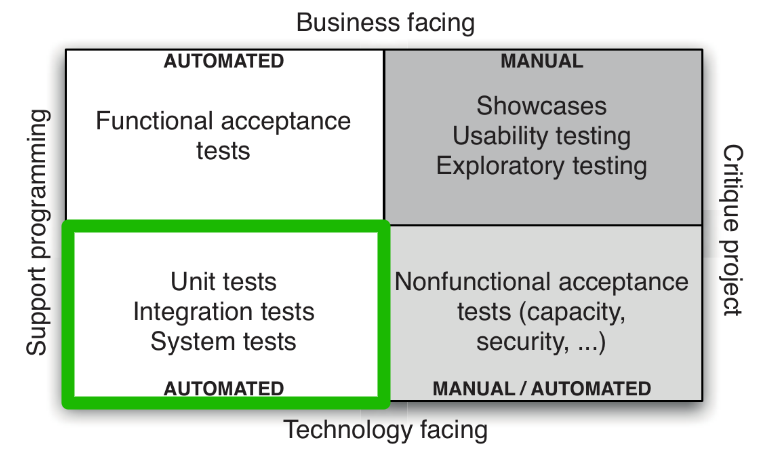 Business facing
AUTOMATED
Functional acceptance
tests
MANUAL
Showcases
Usability testing
Exploratory testing
Support programming
Critique project
Unit tests
Integration tests
System tests
AUTOMATED
Nonfunctional acceptance
tests (capacity,
security, ...)
MANUAL / AUTOMATED
Technology facing